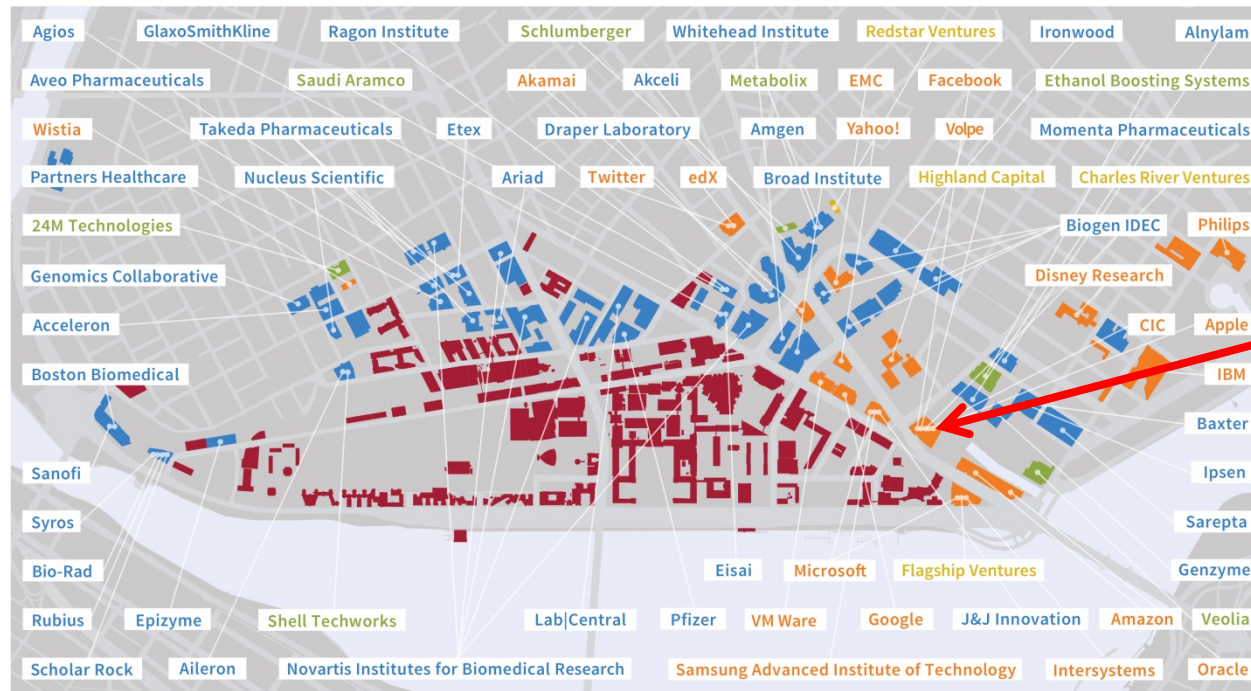 Agios GlaxoSmithKline Ragon Institute Schlumberger Whitehead Institute Redstar Ventures Ironwood Alnylam
Aveo Pharmaceuticals Saudi Aramco Akamai Akceli Metabolix EMC Facebook Ethanol Boosting Systems
Wistia Takeda Pharmaceuticals Etex Draper Laboratory Amgen Yahoo! Volpe Momenta Pharmaceuticals
Partners Healthcare Nucleus Scientific Ariad Twitter edX Broad Institute Highland Capital Charles River Ventures
24M Technologies Biogen IDEC Philips
Genomics Collaborative Disney Research
Acceleron CIC Apple
Boston Biomedical IBM
Baxter
Sanofi Ipsen
Syros Sarepta
Bio-Rad Eisai Microsoft Flagship Ventures Genzyme
Rubius Epizyme Shell Techworks Lab|Central Pfizer VM Ware Google J&J Innovation Amazon Veolia
Scholar Rock Aileron Novartis Institutes for Biomedical Research Samsung Advanced Institute of Technology Intersystems Oracle